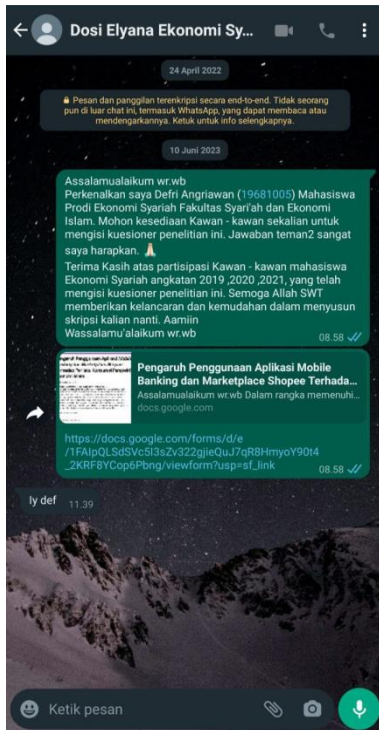 Dosi Elyana Ekonomi Sy...
24 April 2022
Pesan dan panggilan terenkripsi secara end-to-end. Tidak seorang
pun di luar chat ini, termasuk WhatsApp, yang dapat membaca atau
mendengarkannya. Ketuk untuk info selengkapnya.
10 Juni 2023
Assalamualaikum wr.wb
Perkenalkan saya Defri Angriawan (19681005) Mahasiswa
Prodi Ekonomi Syariah Fakultas Syari'ah dan Ekonomi
Islam. Mohon kesediaan Kawan - kawan sekalian untuk
mengisi kuesioner penelitian ini. Jawaban teman2 sangat
saya harapkan. 🙏🏻
Terima Kasih atas partisipasi Kawan - kawan mahasiswa
Ekonomi Syariah angkatan 2019 ,2020 ,2021, yang telah
mengisi kuesioner penelitian ini. Semoga Allah SWT
memberikan kelancaran dan kemudahan dalam menyusun
skripsi kalian nanti. Aamiin
Wassalamu'alaikum wr.wb
08.58
Pengaruh Penggunaan Aplikasi Mobile
Banking dan Marketplace Shopee Terhada...
Assalamualaikum wr.wb Dalam rangka memenuhi...
docs.google.com
https://docs.google.com/forms/d/e
/1FAIpQLSdSVc5I3sZv322gjieQuJ7qR8HmyoY90t4
_2KRF8YCop6Pbng/viewform?usp=sf_link
08.58
Iy def
11.39
Ketik pesan